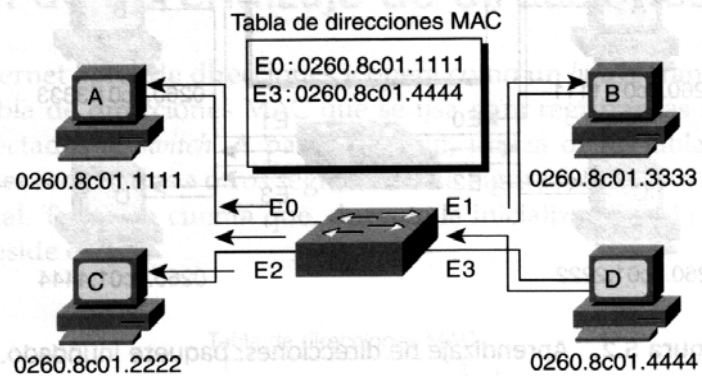 Tabla de direcciones MAC
E0:0260.8c01.1111
E3:0260.8c01.4444
A
B
0260.8c01.1111
0260.8c01.3333
E0
E1
E2
E3
C
D
0260.8c01.2222
0260.8c01.4444